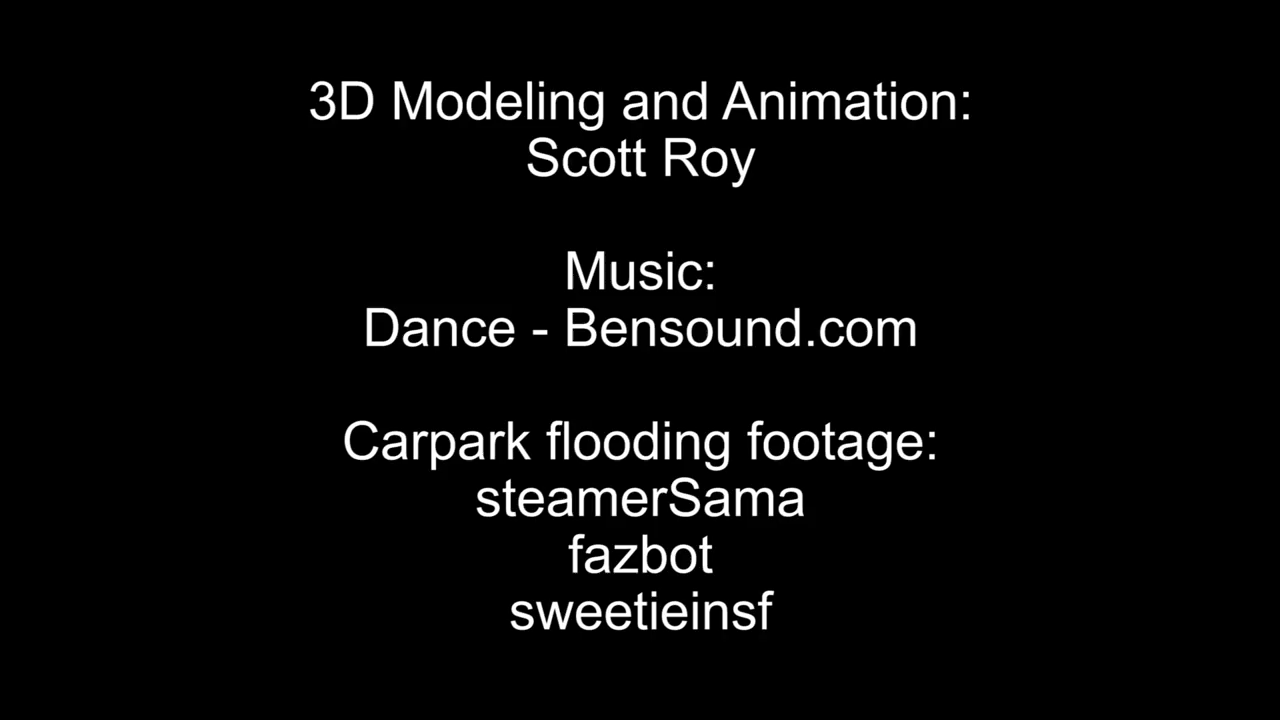 3D Modeling and Animation:
Scott Roy
Music:
Dance - Bensound.com
Carpark flooding footage:
steamerSama
fazbot
sweetieinsf